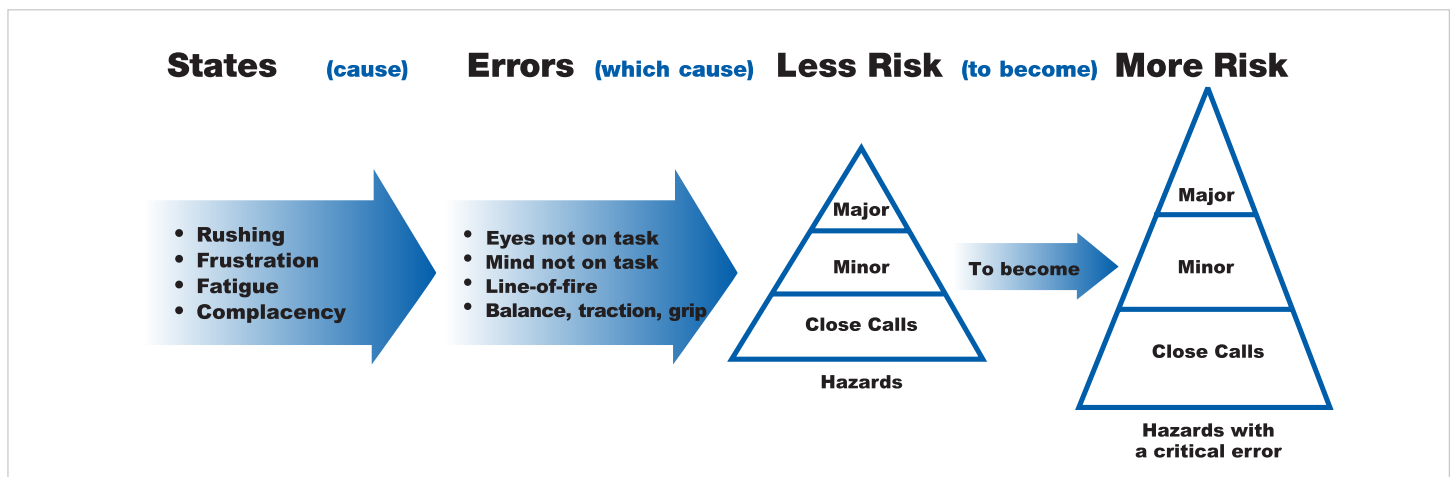 States (cause) Errors (which cause) Less Risk (to become) More Risk
• Rushing
• Frustration
• Fatigue
• Complacency
• Eyes not on task
• Mind not on task
• Line-of-fire
• Balance, traction, grip
Major
Minor
Close Calls
Hazards
To become
Major
Minor
Close Calls
Hazards with
a critical error